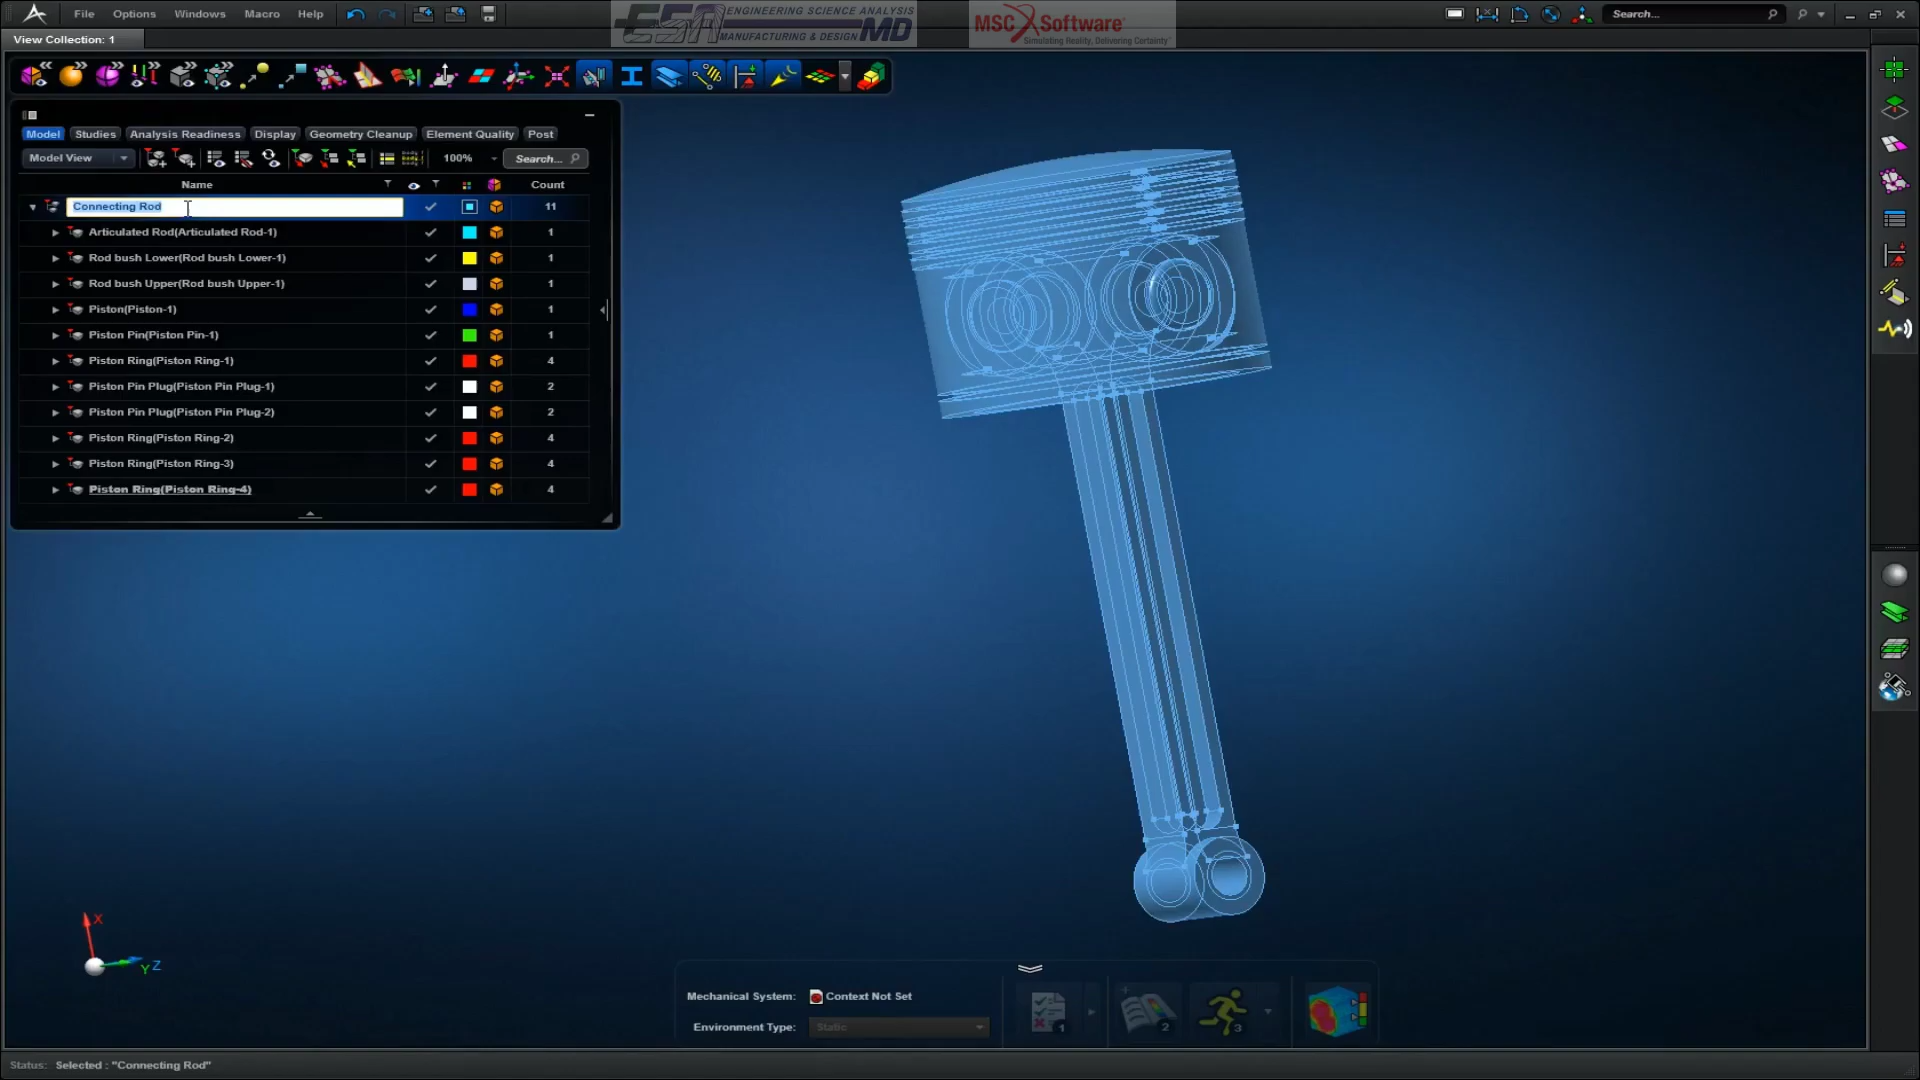 File Options Windows Macro Help
ESA MD ENGINEERING SCIENCE ANALYSIS
MANUFACTURING & DESIGN
MSC Software
Simulating Reality, Delivering Certainty
Search...
View Collection: 1
Model Studies Analysis Readiness Display Geometry Cleanup Element Quality Post
Model View 100% Search...
Name Count
Connecting Rod 11
Articulated Rod(Articulated Rod-1) 1
Rod bush Lower(Rod bush Lower-1) 1
Rod bush Upper(Rod bush Upper-1) 1
Piston(Piston-1) 1
Piston Pin(Piston Pin-1) 1
Piston Ring(Piston Ring-1) 4
Piston Pin Plug(Piston Pin Plug-1) 2
Piston Pin Plug(Piston Pin Plug-2) 2
Piston Ring(Piston Ring-2) 4
Piston Ring(Piston Ring-3) 4
Piston Ring(Piston Ring-4) 4
X
Y Z
Mechanical System: Context Not Set
Environment Type: Static
1 2 3
Status: Selected : "Connecting Rod"